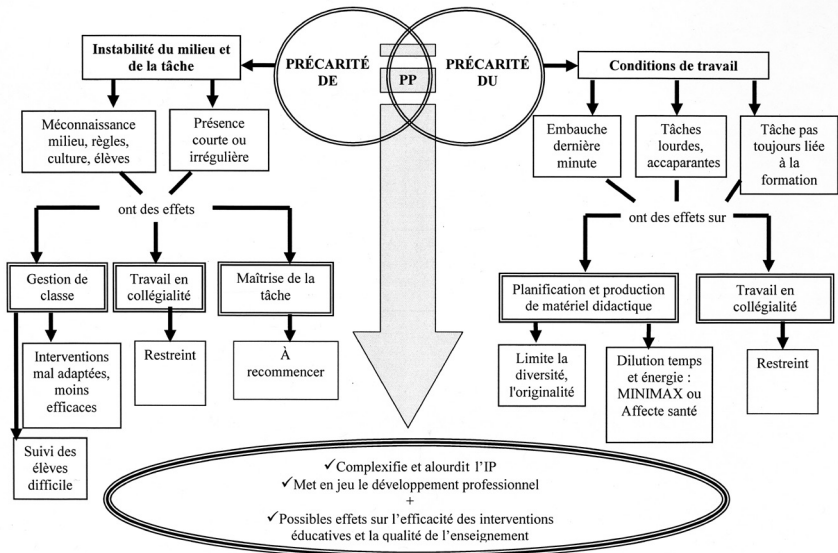 Instabilité du milieu et
de la tâche
PRÉCARITÉ
DE
PP
PRÉCARITÉ
DU
Conditions de travail
Méconnaissance
milieu, règles,
culture, élèves
Présence
courte ou
irrégulière
Embauche
dernière
minute
Tâches
lourdes,
accaparantes
Tâche pas
toujours liée
à la
formation
ont des effets
ont des effets sur
Gestion de
classe
Travail en
collégialité
Maîtrise de la
tâche
Planification et production
de matériel didactique
Travail en
collégialité
Interventions
mal adaptées,
moins
efficaces
Restreint
À
recommencer
Limite la
diversité,
l'originalité
Dilution temps
et énergie :
MINIMAX ou
Affecte santé
Restreint
Suivi des
élèves
difficile
✓Complexifie et alourdit l'IP
✓Met en jeu le développement professionnel
+
✓Possibles effets sur l'efficacité des interventions
éducatives et la qualité de l'enseignement